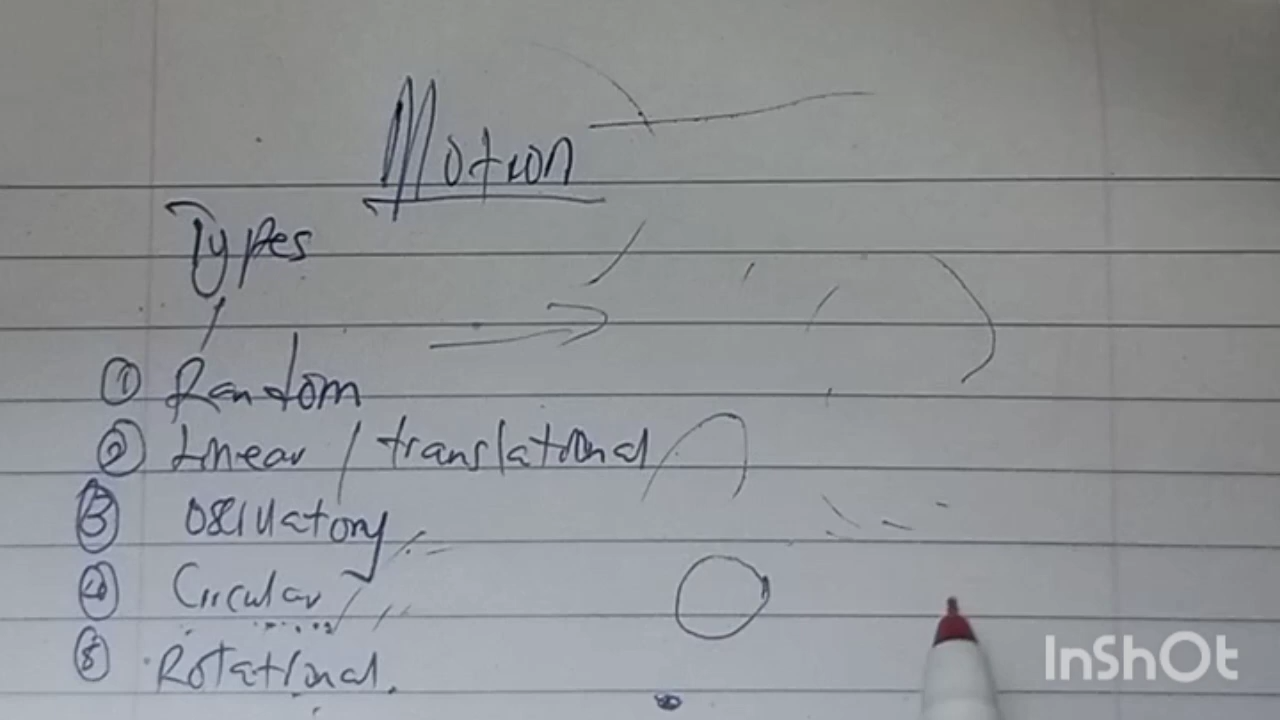 Motion
Types
① Random
② Linear / translational
③ Oscillatory
④ Circular
⑤ Rotational.
InShOt